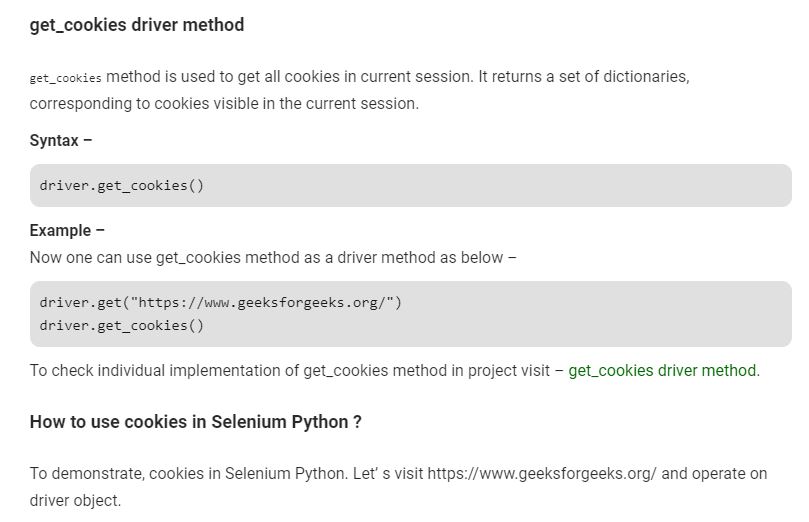 get_cookies driver method
get_cookies method is used to get all cookies in current session. It returns a set of dictionaries,
corresponding to cookies visible in the current session.
Syntax –
driver.get_cookies()
Example –
Now one can use get_cookies method as a driver method as below –
driver.get("https://www.geeksforgeeks.org/")
driver.get_cookies()
To check individual implementation of get_cookies method in project visit – get_cookies driver method.
How to use cookies in Selenium Python ?
To demonstrate, cookies in Selenium Python. Let’ s visit https://www.geeksforgeeks.org/ and operate on
driver object.